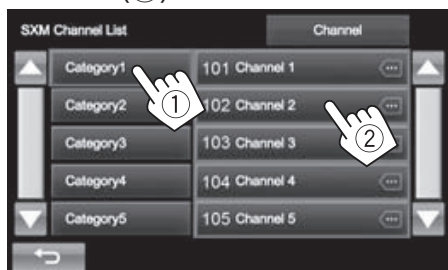 SXM Channel List Channel
Category1 101 Channel 1
Category2 102 Channel 2
Category3 103 Channel 3
Category4 104 Channel 4
Category5 105 Channel 5
1
2